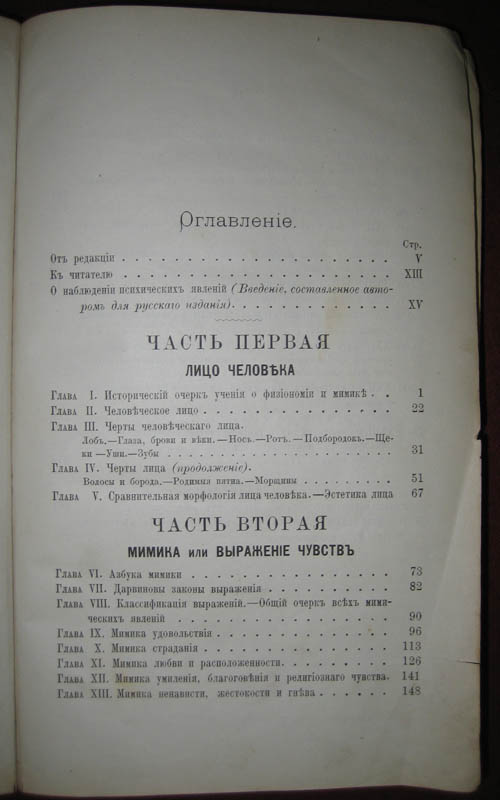 Оглавленіе.
Стр.
Отъ редакціи . . . . . . . . . . . . . . . . . . . . . V
Къ читателю . . . . . . . . . . . . . . . . . . . . . XIII
О наблюденіи психическихъ явленій (Введеніе, составленное авто-
ромъ для русскаго изданія). . . . . . . . . . . . . XV
ЧАСТЬ ПЕРВАЯ
ЛИЦО ЧЕЛОВѢКА
Глава I. Историческій очеркъ ученія о физіономіи и мимикѣ . . 1
Глава II. Человѣческое лицо . . . . . . . . . . . . . . 22
Глава III. Черты человѣческаго лица.
Лобъ.—Глаза, брови и вѣки.—Носъ.—Ротъ.—Подбородокъ.—Ще-
ки—Уши.—Зубы . . . . . . . . . . . . . . . . . 31
Глава IV. Черты лица (продолженіе).
Волосы и борода.—Родимыя пятна.—Морщины . . . . . . . 51
Глава V. Сравнительная морфологія лица человѣка.—Эстетика лица 67
ЧАСТЬ ВТОРАЯ
МИМИКА или ВЫРАЖЕНІЕ ЧУВСТВЪ
Глава VI. Азбука мимики . . . . . . . . . . . . . . . 73
Глава VII. Дарвиновы законы выраженія . . . . . . . . . . 82
Глава VIII. Классификація выраженій.—Общій очеркъ всѣхъ мими-
ческихъ явленій . . . . . . . . . . . . . . . . 90
Глава IX. Мимика удовольствія . . . . . . . . . . . . . 96
Глава X. Мимика страданія . . . . . . . . . . . . . . 113
Глава XI. Мимика любви и расположенности. . . . . . . . . 126
Глава XII. Мимика умиленія, благоговѣнія и религіознаго чувства. 141
Глава XIII. Мимика ненависти, жестокости и гнѣва . . . . . . 148